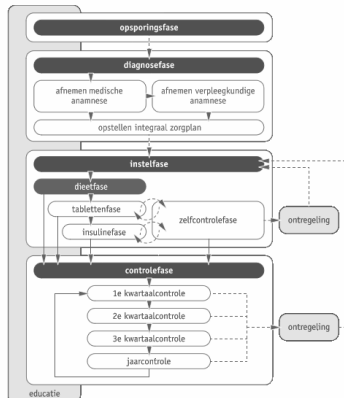 opsporingsfase
diagnosefase
afnemen medische
anamnese
afnemen verpleegkundige
anamnese
opstellen integraal zorgplan
instelfase
dieetfase
tablettenfase
insulinefase
zelfcontrolefase
ontregeling
controlefase
1e kwartaalcontrole
2e kwartaalcontrole
3e kwartaalcontrole
jaarcontrole
ontregeling
educatie